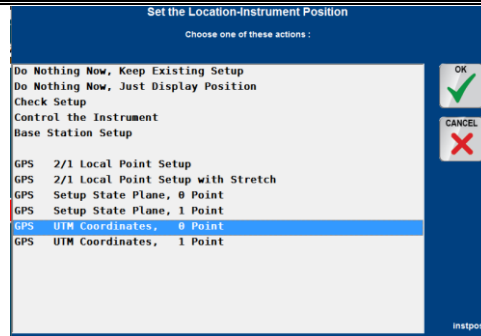 Set the Location-Instrument Position
Choose one of these actions :
Do Nothing Now, Keep Existing Setup
Do Nothing Now, Just Display Position
Check Setup
Control the Instrument
Base Station Setup
GPS 2/1 Local Point Setup
GPS 2/1 Local Point Setup with Stretch
GPS Setup State Plane, 0 Point
GPS Setup State Plane, 1 Point
GPS UTM Coordinates, 0 Point
GPS UTM Coordinates, 1 Point
OK
CANCEL
instpos